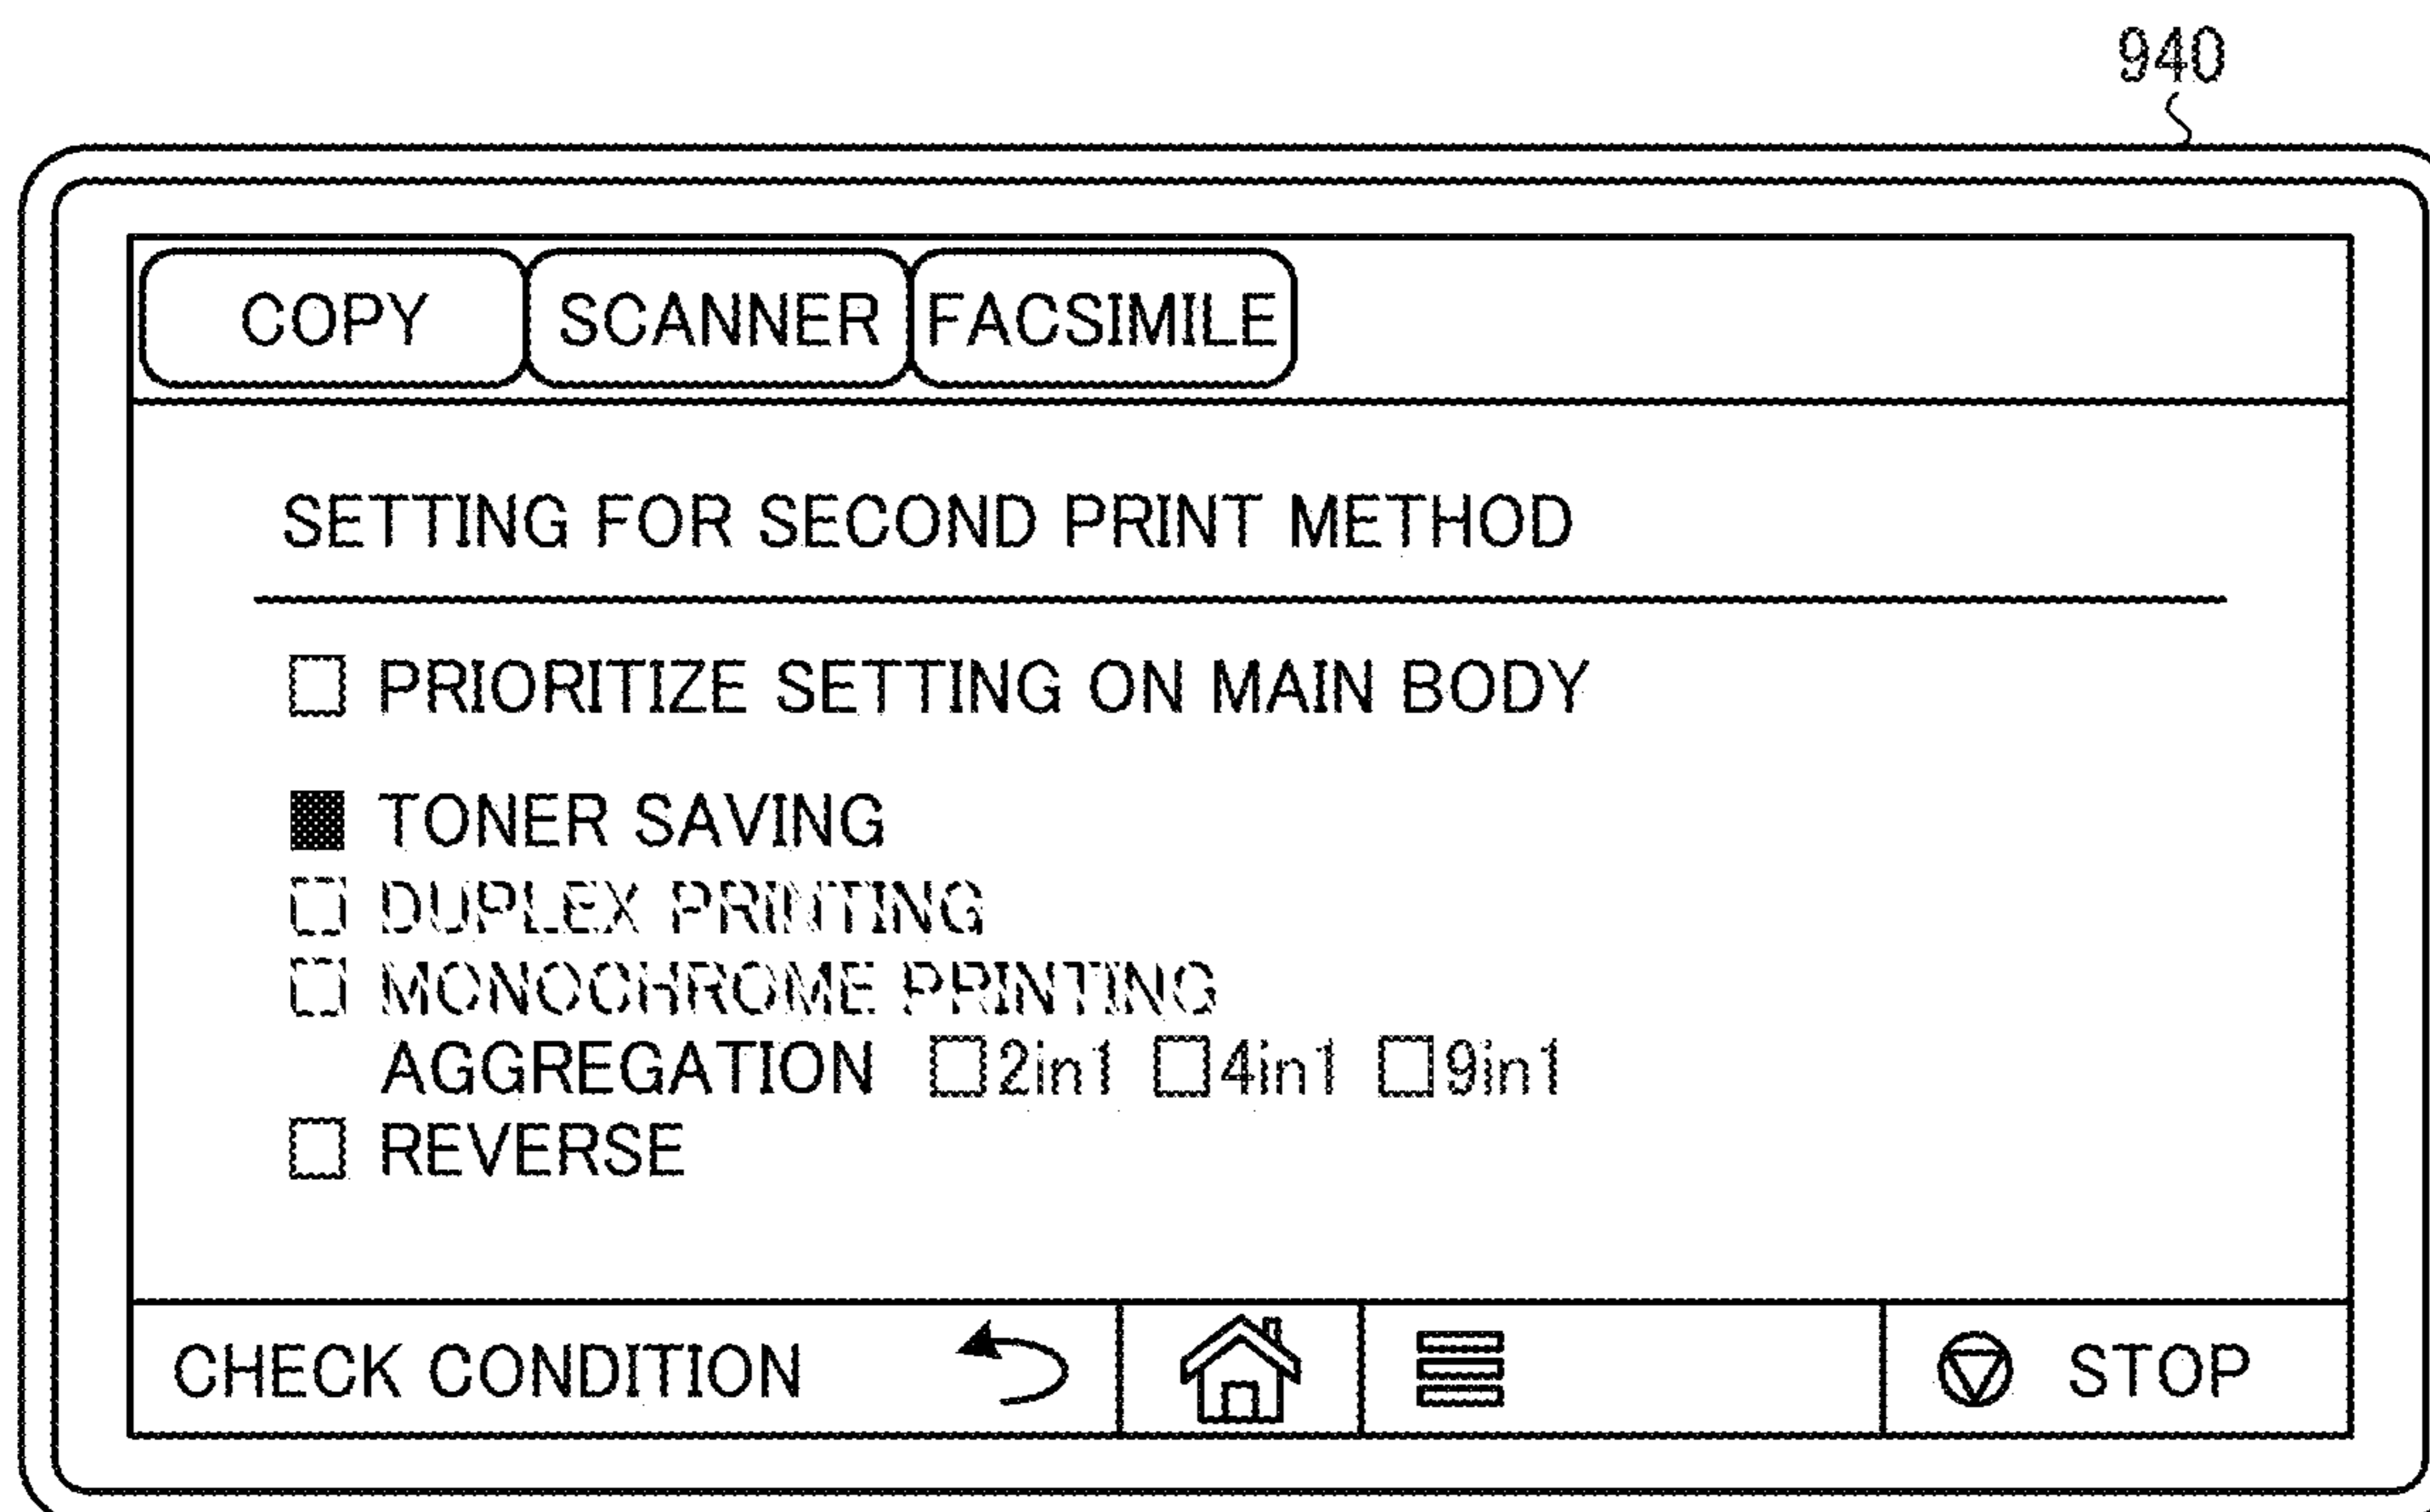 940
COPY SCANNER FACSIMILE
SETTING FOR SECOND PRINT METHOD
PRIORITIZE SETTING ON MAIN BODY
TONER SAVING
DUPLEX PRINTING
MONOCHROME PRINTING
AGGREGATION 2in1 4in1 9in1
REVERSE
CHECK CONDITION STOP